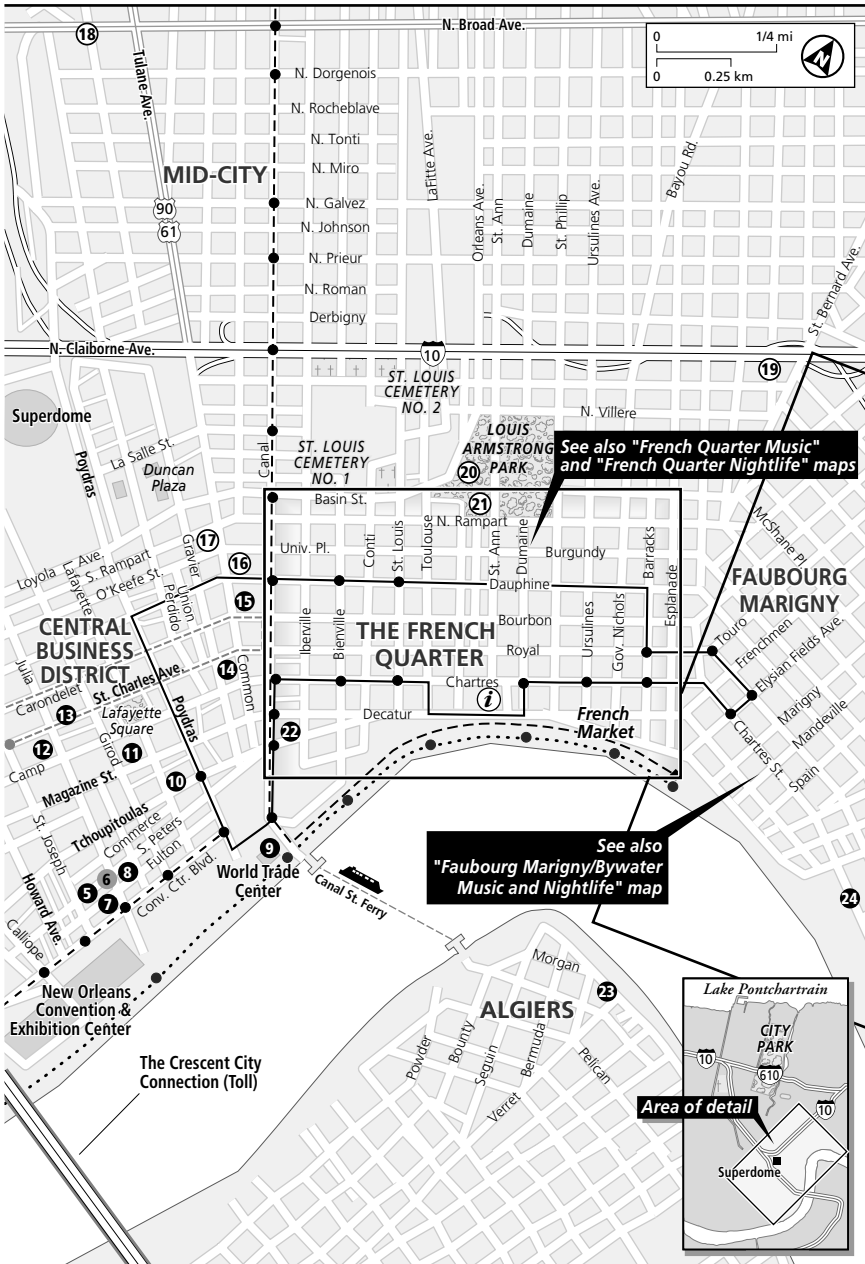 N. Broad Ave.
0 1/4 mi
0 0.25 km
N
18
Tulane Ave.
N. Dorgenois
N. Rocheblave
N. Tonti
MID-CITY
N. Miro
LaFitte Ave.
Bayou Rd.
90
61
N. Galvez
N. Johnson
N. Prieur
N. Roman
Derbigny
Orleans Ave.
St. Ann
Dumaine
St. Phillip
Ursulines Ave.
St. Bernard Ave.
N. Claiborne Ave.
10
19
ST. LOUIS
CEMETERY
NO. 2
N. Villere
Superdome
Poydras
La Salle St.
Duncan
Plaza
Canal
ST. LOUIS
CEMETERY
NO. 1
LOUIS
ARMSTRONG
PARK
20
See also "French Quarter Music"
and "French Quarter Nightlife" maps
Basin St.
21
N. Rampart
McShane Pl.
17
Gravier
16
Univ. Pl.
Conti
St. Louis
Toulouse
St. Ann
Dumaine
Burgundy
Barracks
Esplanade
Loyola Ave.
S. Rampart
O'Keefe St.
Lafayette
Union
Perdido
15
Dauphine
FAUBOURG
MARIGNY
CENTRAL
BUSINESS
DISTRICT
Iberville
Bienville
THE FRENCH
QUARTER
Bourbon
Royal
Ursulines
Gov. Nichols
Touro
Frenchmen
Elysian Fields Ave.
Julia
Carondelet
St. Charles Ave.
14
Common
Chartres
i
Marigny
Mandeville
13
Lafayette
Square
Poydras
Decatur
French
Market
Chartres St.
Spain
12
Camp
Girod
11
22
Magazine St.
10
Tchoupitoulas
Commerce
S. Peters
Fulton
St. Joseph
See also
"Faubourg Marigny/Bywater
Music and Nightlife" map
9
World Trade
Center
Canal St. Ferry
5
6
8
7
Conv. Ctr. Blvd.
Howard Ave.
Calliope
24
New Orleans
Convention &
Exhibition Center
Morgan
23
ALGIERS
Powder
Bounty
Seguin
Bermuda
Pelican
Verret
The Crescent City
Connection (Toll)
Lake Pontchartrain
CITY
PARK
10
610
10
Area of detail
Superdome